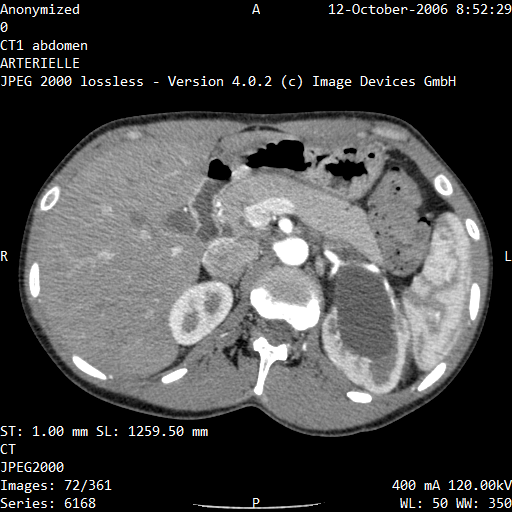 Anonymized A 12-October-2006 8:52:29
0
CT1 abdomen
ARTERIELLE
JPEG 2000 lossless - Version 4.0.2 (c) Image Devices GmbH
R L
ST: 1.00 mm SL: 1259.50 mm
CT
JPEG2000
Images: 72/361 400 mA 120.00kV
Series: 6168 P WL: 50 WW: 350